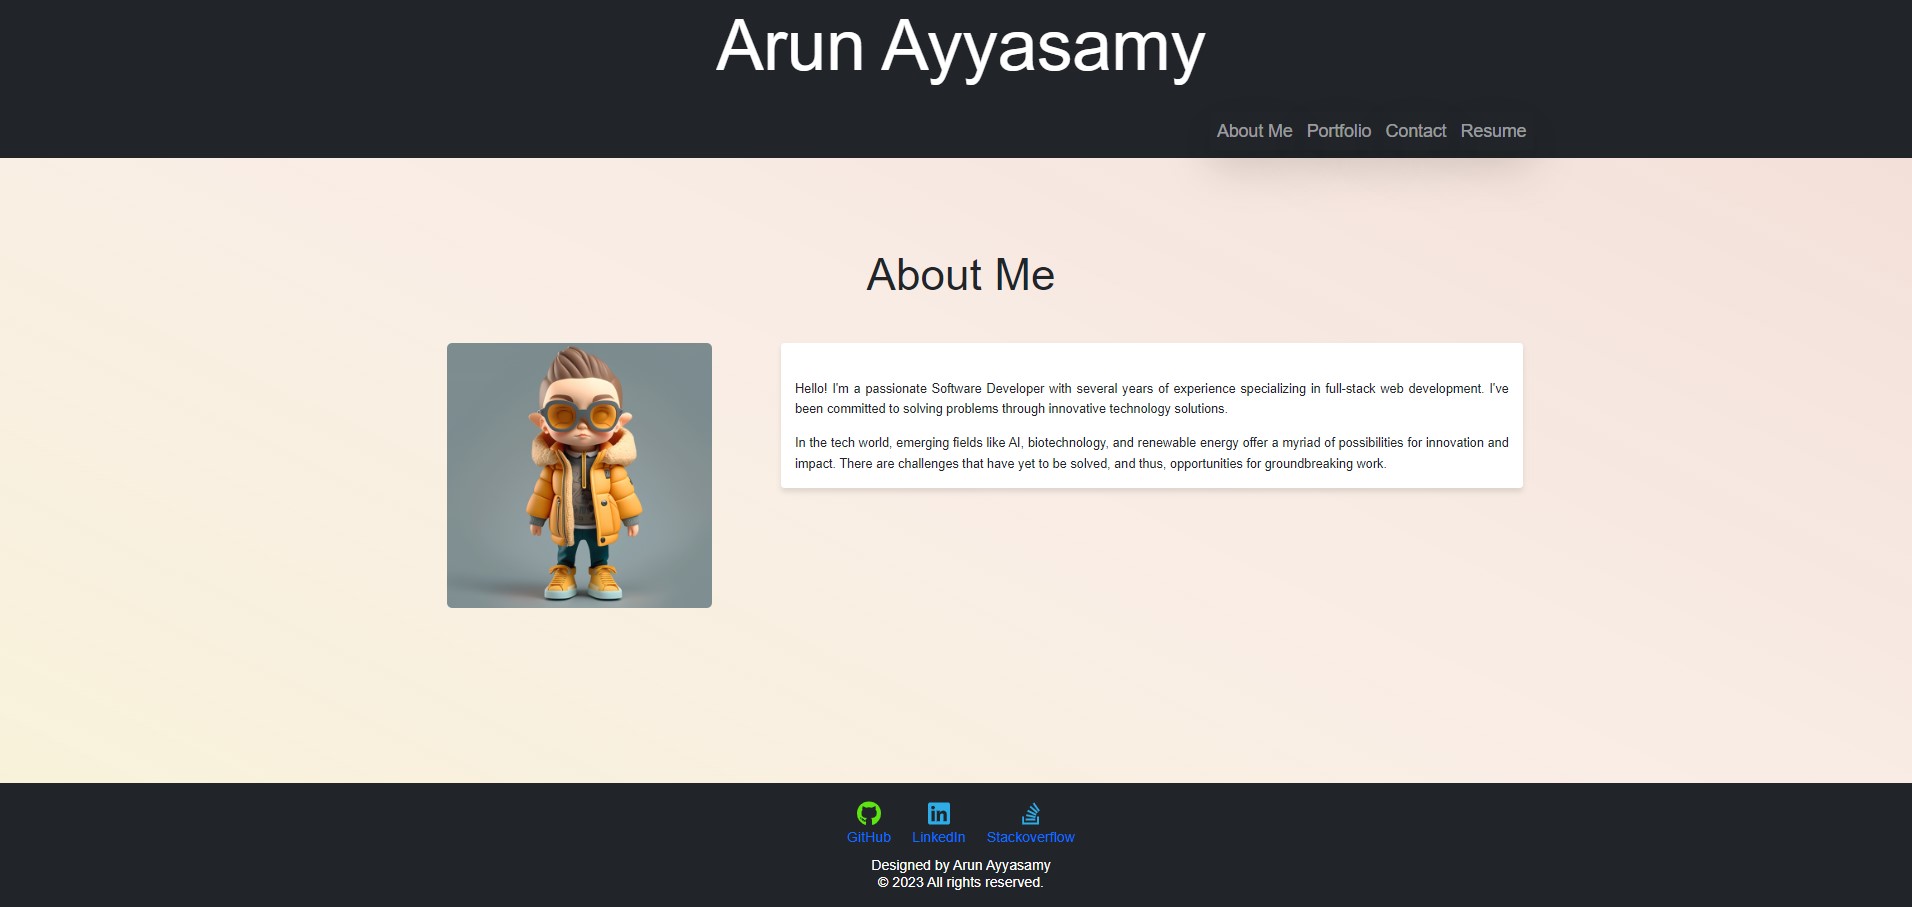 Arun Ayyasamy
About Me Portfolio Contact Resume
About Me
Hello! I'm a passionate Software Developer with several years of experience specializing in full-stack web development. I've
been committed to solving problems through innovative technology solutions.
In the tech world, emerging fields like AI, biotechnology, and renewable energy offer a myriad of possibilities for innovation and
impact. There are challenges that have yet to be solved, and thus, opportunities for groundbreaking work.
GitHub LinkedIn Stackoverflow
Designed by Arun Ayyasamy
© 2023 All rights reserved.